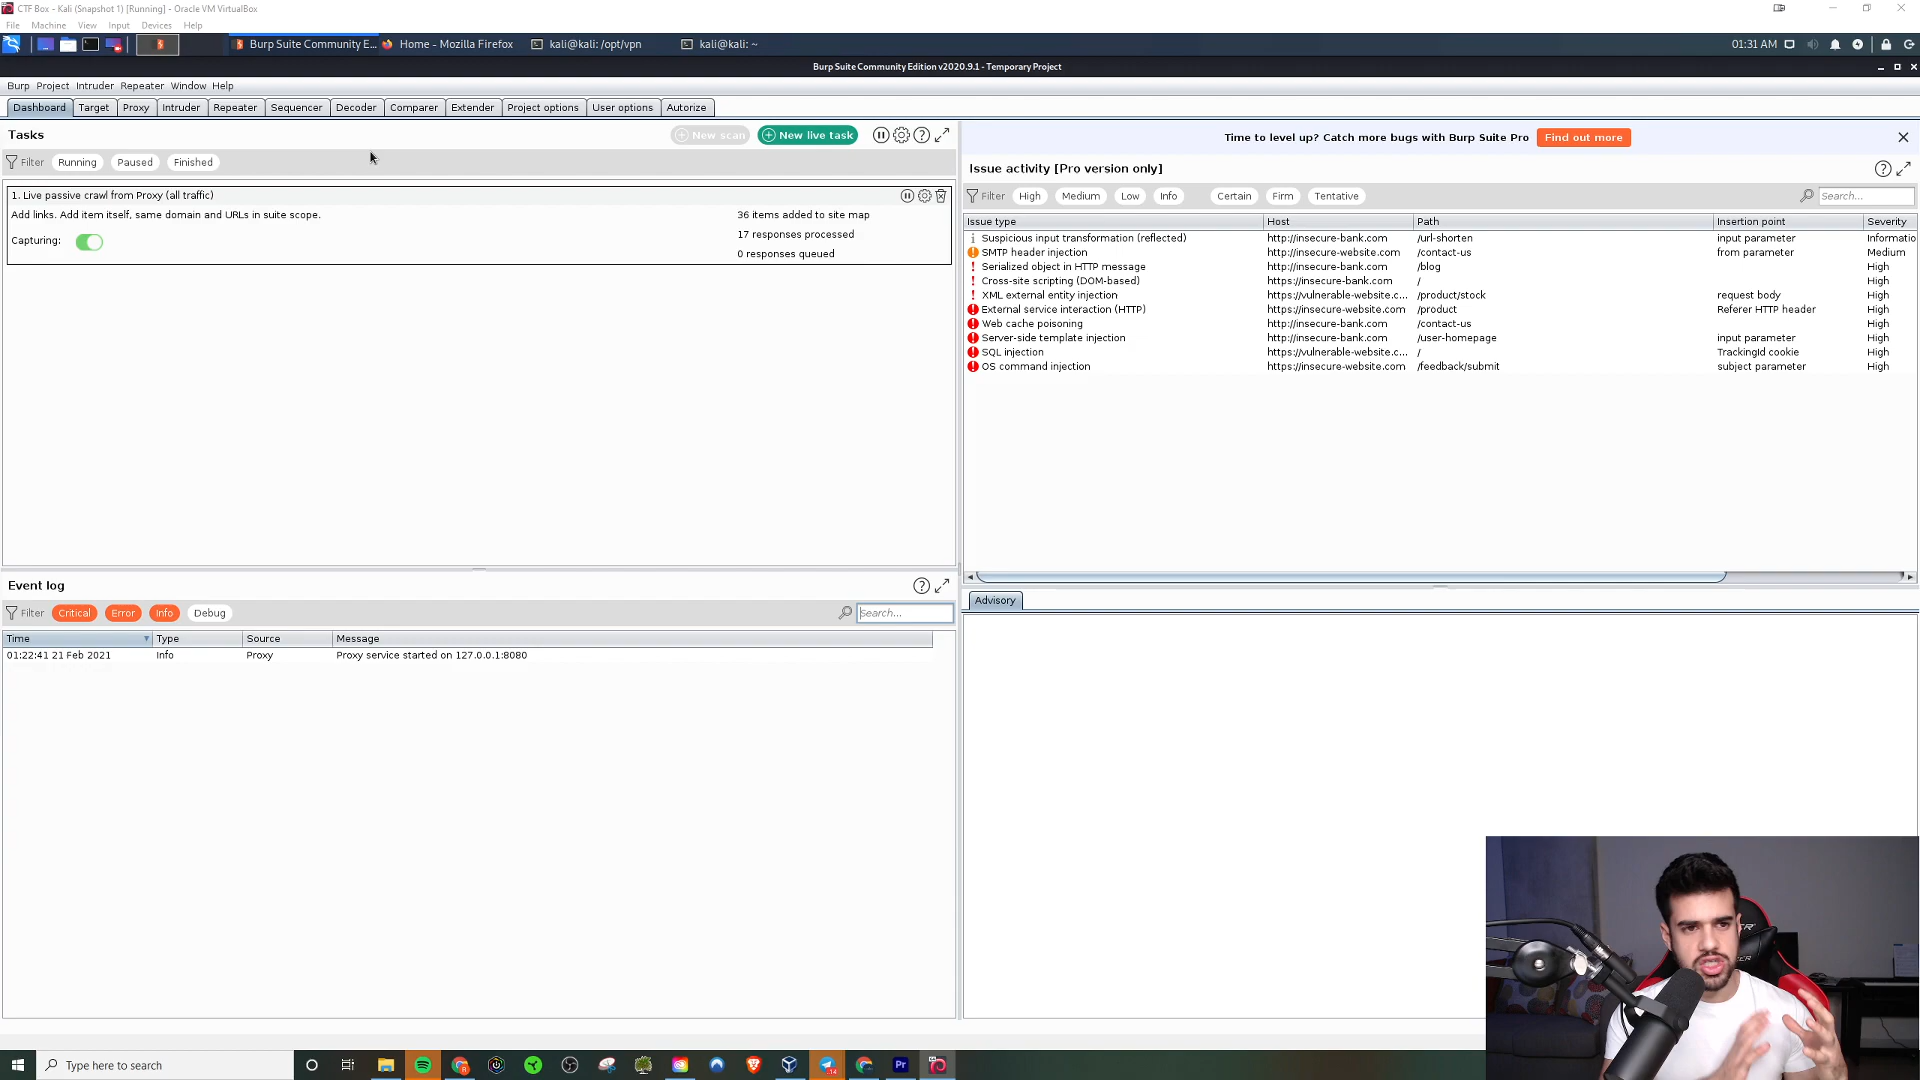 CTF Box - Kali (Snapshot 1) [Running] - Oracle VM VirtualBox
File Machine View Input Devices Help
Burp Suite Community E... Home - Mozilla Firefox kali@kali: /opt/vpn kali@kali: ~ 01:31 AM
Burp Suite Community Edition v2020.9.1 - Temporary Project
Burp Project Intruder Repeater Window Help
Dashboard Target Proxy Intruder Repeater Sequencer Decoder Comparer Extender Project options User options Autorize
Tasks New scan New live task
Filter Running Paused Finished
1. Live passive crawl from Proxy (all traffic)
Add links. Add item itself, same domain and URLs in suite scope. 36 items added to site map
17 responses processed
Capturing:
0 responses queued
Time to level up? Catch more bugs with Burp Suite Pro Find out more
Issue activity [Pro version only]
Filter High Medium Low Info Certain Firm Tentative Search...
Issue type Host Path Insertion point Severity
Suspicious input transformation (reflected) http://insecure-bank.com /url-shorten input parameter Informatio
SMTP header injection http://insecure-website.com /contact-us from parameter Medium
Serialized object in HTTP message http://insecure-bank.com /blog High
Cross-site scripting (DOM-based) http://insecure-bank.com / High
XML external entity injection https://vulnerable-website.c... /product/stock request body High
External service interaction (HTTP) https://insecure-website.com /product Referer HTTP header High
Web cache poisoning http://insecure-bank.com /contact-us High
Server-side template injection http://insecure-bank.com /user-homepage input parameter High
SQL injection https://vulnerable-website.c... / TrackingId cookie High
OS command injection https://insecure-website.com /feedback/submit subject parameter High
Event log
Filter Critical Error Info Debug Search...
Time Type Source Message
01:22:41 21 Feb 2021 Info Proxy Proxy service started on 127.0.0.1:8080
Advisory
Type here to search